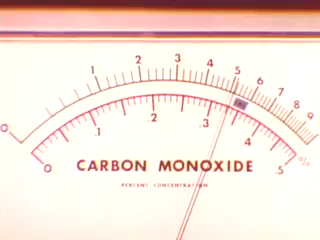 0 1 2 3 4 5 6 7 8 9
0 .1 .2 .3 .4 .5 %
CARBON MONOXIDE
PERCENT CONCENTRATION